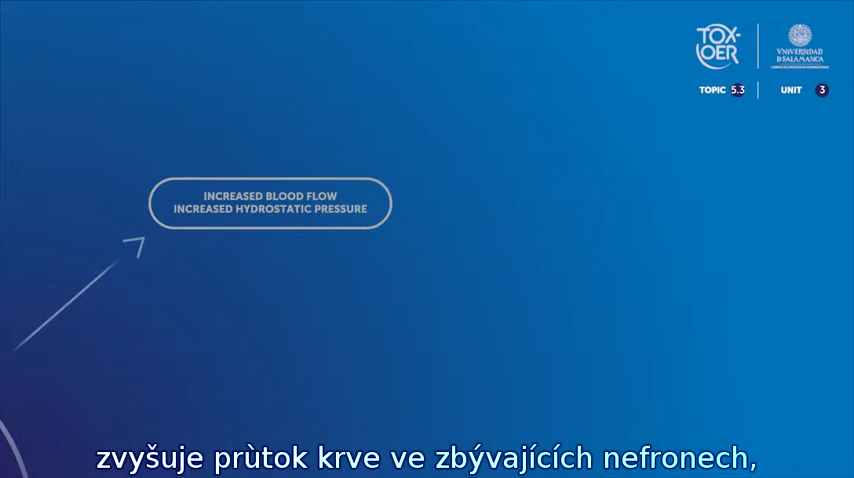 TOX-
OER
VNiVERSiDAD
DSALAMANCA
TOPIC 5.3
UNIT 3
INCREASED BLOOD FLOW
INCREASED HYDROSTATIC PRESSURE
zvyšuje prùtok krve ve zbývajících nefronech,